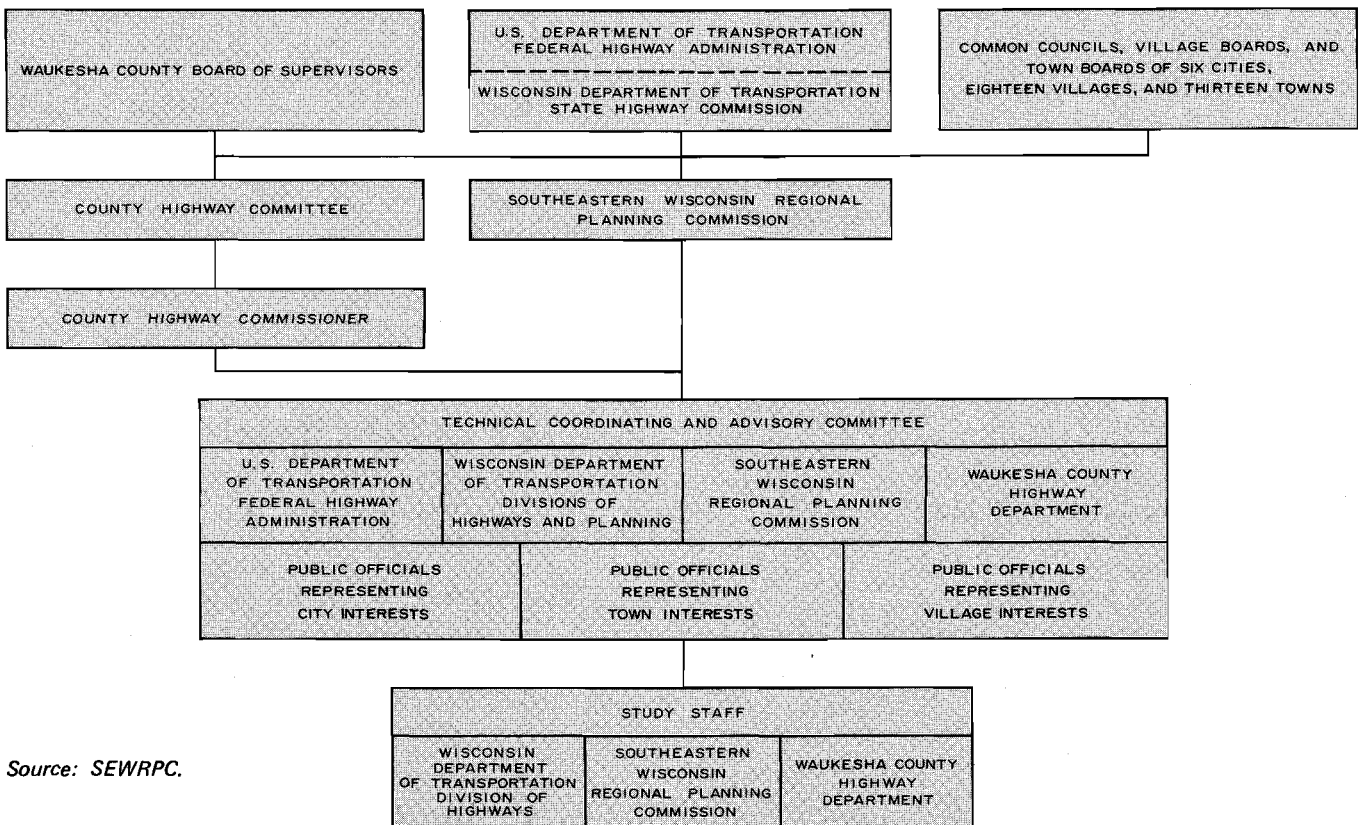 WAUKESHA COUNTY BOARD OF SUPERVISORS
U.S. DEPARTMENT OF TRANSPORTATION
FEDERAL HIGHWAY ADMINISTRATION
WISCONSIN DEPARTMENT OF TRANSPORTATION
STATE HIGHWAY COMMISSION
COMMON COUNCILS, VILLAGE BOARDS, AND
TOWN BOARDS OF SIX CITIES,
EIGHTEEN VILLAGES, AND THIRTEEN TOWNS
COUNTY HIGHWAY COMMITTEE
SOUTHEASTERN WISCONSIN REGIONAL
PLANNING COMMISSION
COUNTY HIGHWAY COMMISSIONER
TECHNICAL COORDINATING AND ADVISORY COMMITTEE
U.S. DEPARTMENT
OF TRANSPORTATION
FEDERAL HIGHWAY
ADMINISTRATION
WISCONSIN DEPARTMENT
OF TRANSPORTATION
DIVISIONS OF
HIGHWAYS AND PLANNING
SOUTHEASTERN
WISCONSIN
REGIONAL PLANNING
COMMISSION
WAUKESHA COUNTY
HIGHWAY
DEPARTMENT
PUBLIC OFFICIALS
REPRESENTING
CITY INTERESTS
PUBLIC OFFICIALS
REPRESENTING
TOWN INTERESTS
PUBLIC OFFICIALS
REPRESENTING
VILLAGE INTERESTS
STUDY STAFF
WISCONSIN
DEPARTMENT
OF TRANSPORTATION
DIVISION OF
HIGHWAYS
SOUTHEASTERN
WISCONSIN
REGIONAL PLANNING
COMMISSION
WAUKESHA COUNTY
HIGHWAY
DEPARTMENT
Source: SEWRPC.